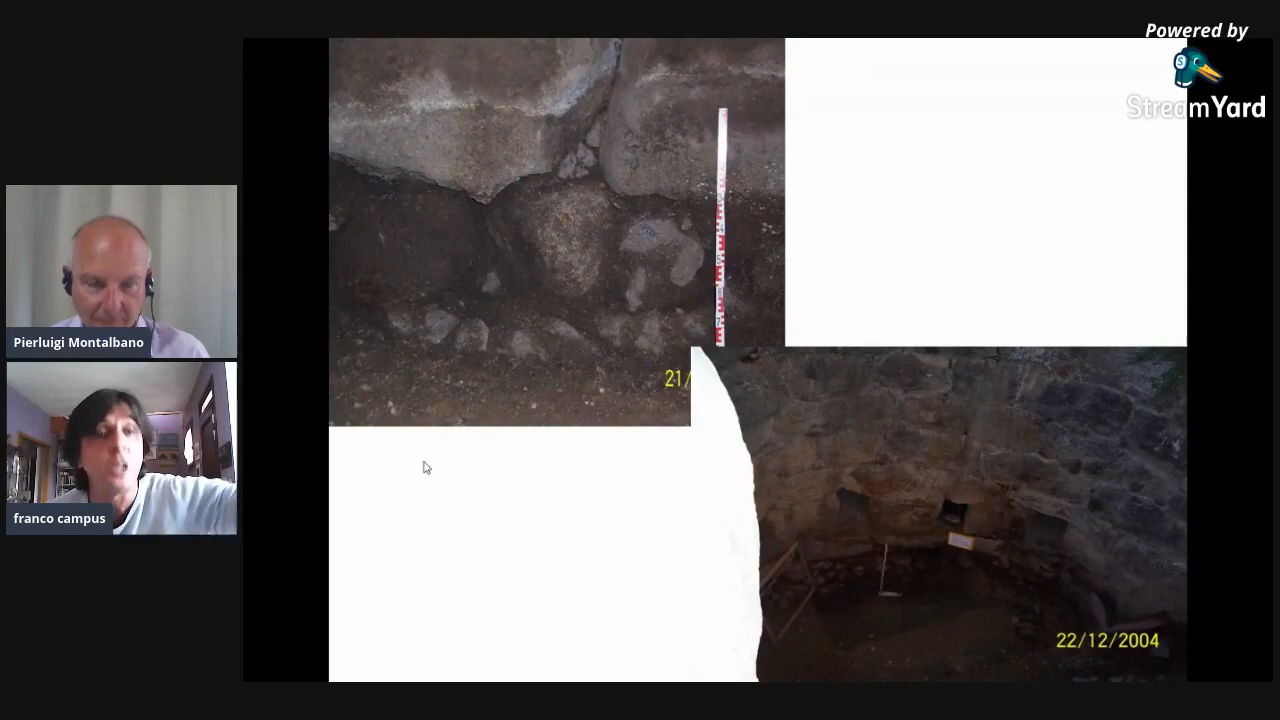 Powered by
StreamYard
Pierluigi Montalbano
franco campus
21/
22/12/2004